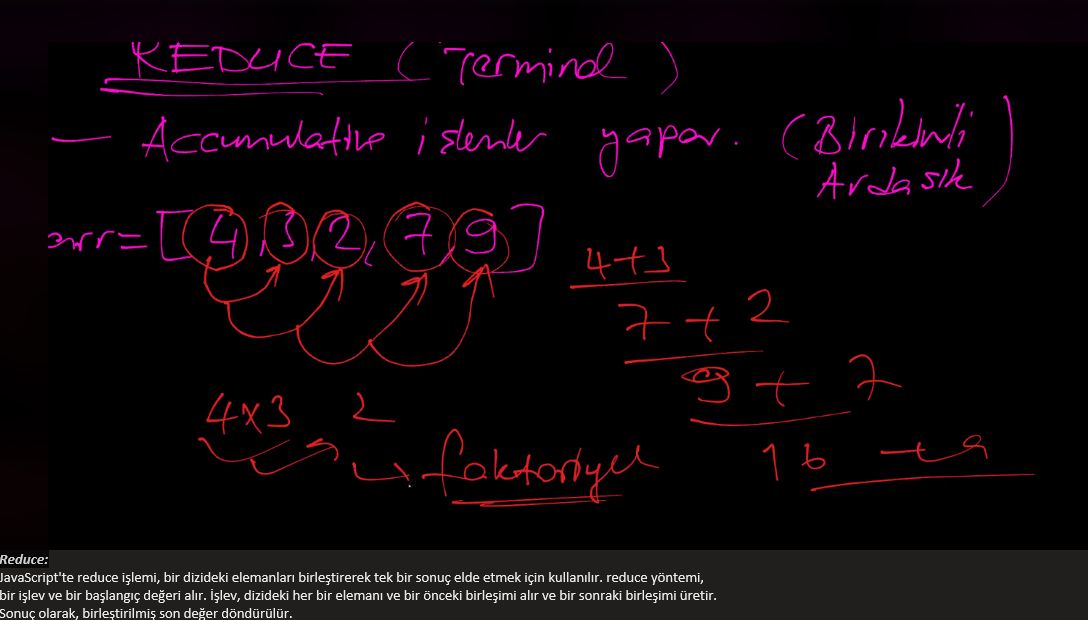 REDUCE (Terminal)
— Accumulative işlemler yapar. (Birikimli
Ardaşık)
arr=[4,3,2,7,9]
4+3
7+2
9+7
16+9
4x3 2
faktoriyel
Reduce:
JavaScript'te reduce işlemi, bir dizideki elemanları birleştirerek tek bir sonuç elde etmek için kullanılır. reduce yöntemi,
bir işlev ve bir başlangıç değeri alır. İşlev, dizideki her bir elemanı ve bir önceki birleşimi alır ve bir sonraki birleşimi üretir.
Sonuç olarak, birleştirilmiş son değer döndürülür.